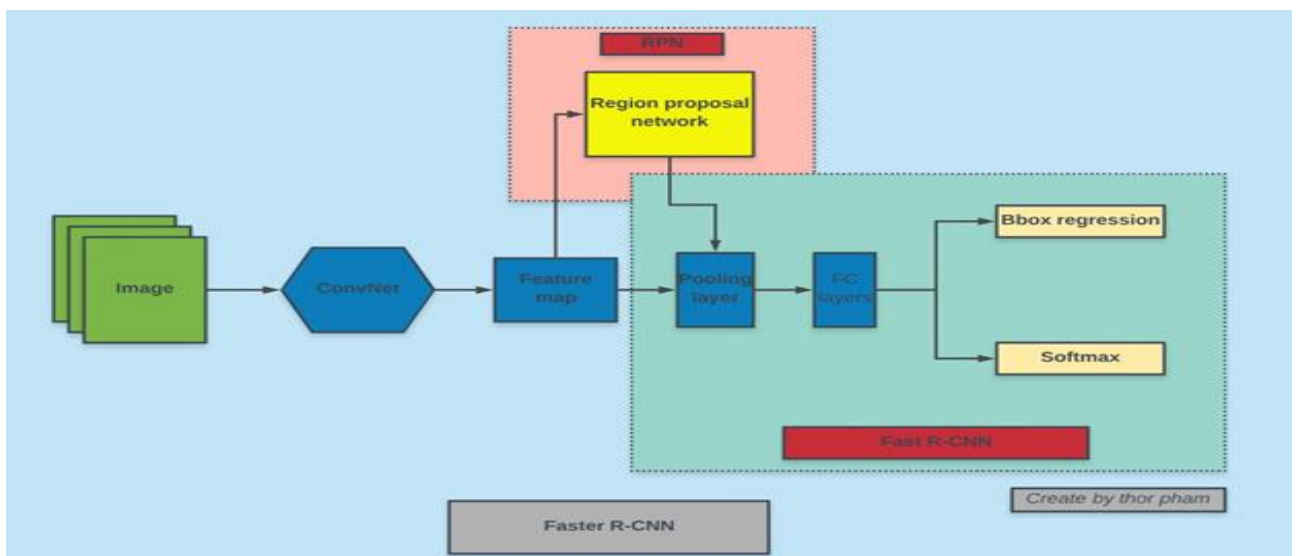 RPN
Region proposal
network
Bbox regression
Image
ConvNet
Feature
map
Pooling
layer
FC
layers
Softmax
Fast R-CNN
Create by thor pham
Faster R-CNN